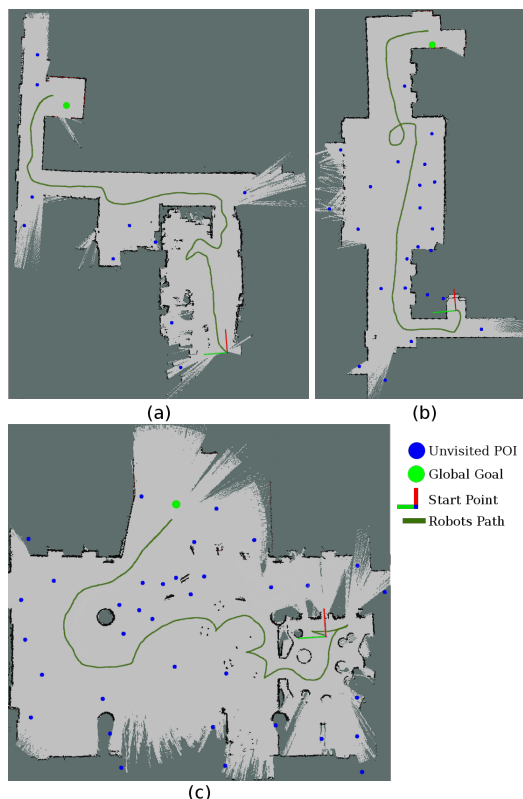 (a)
(b)
Unvisited POI
Global Goal
Start Point
Robots Path
(c)